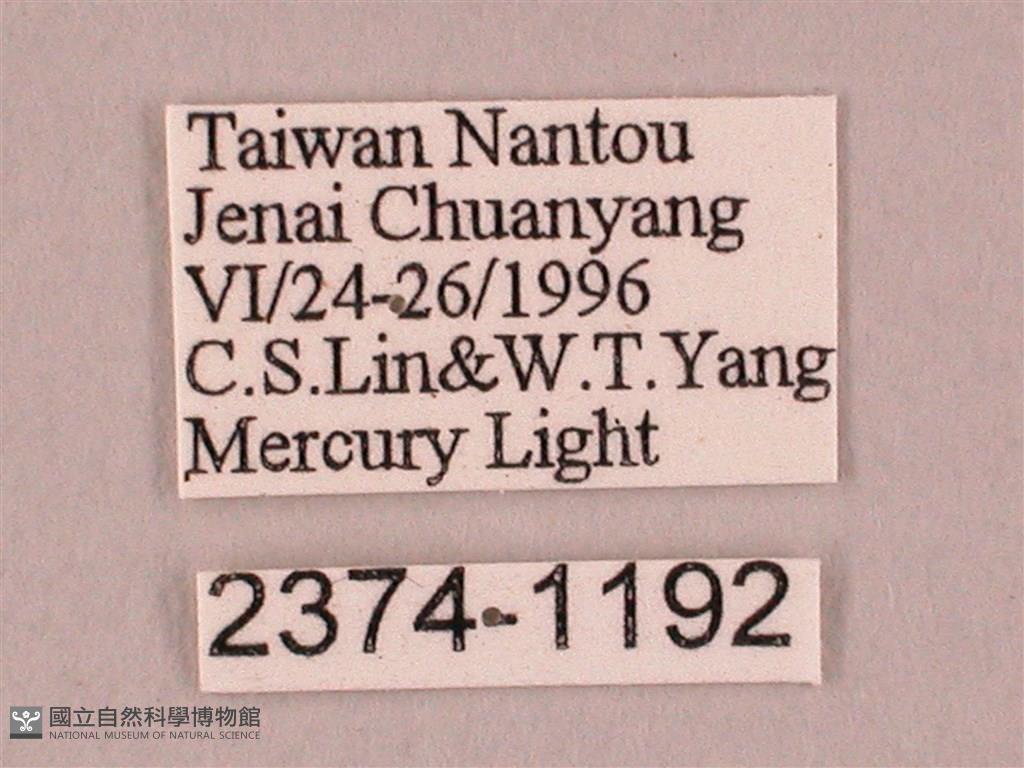 Taiwan Nantou
Jenai Chuanyang
VI/24-26/1996
C.S.Lin&W.T.Yang
Mercury Light
2374-1192
國立自然科學博物館
NATIONAL MUSEUM OF NATURAL SCIENCE